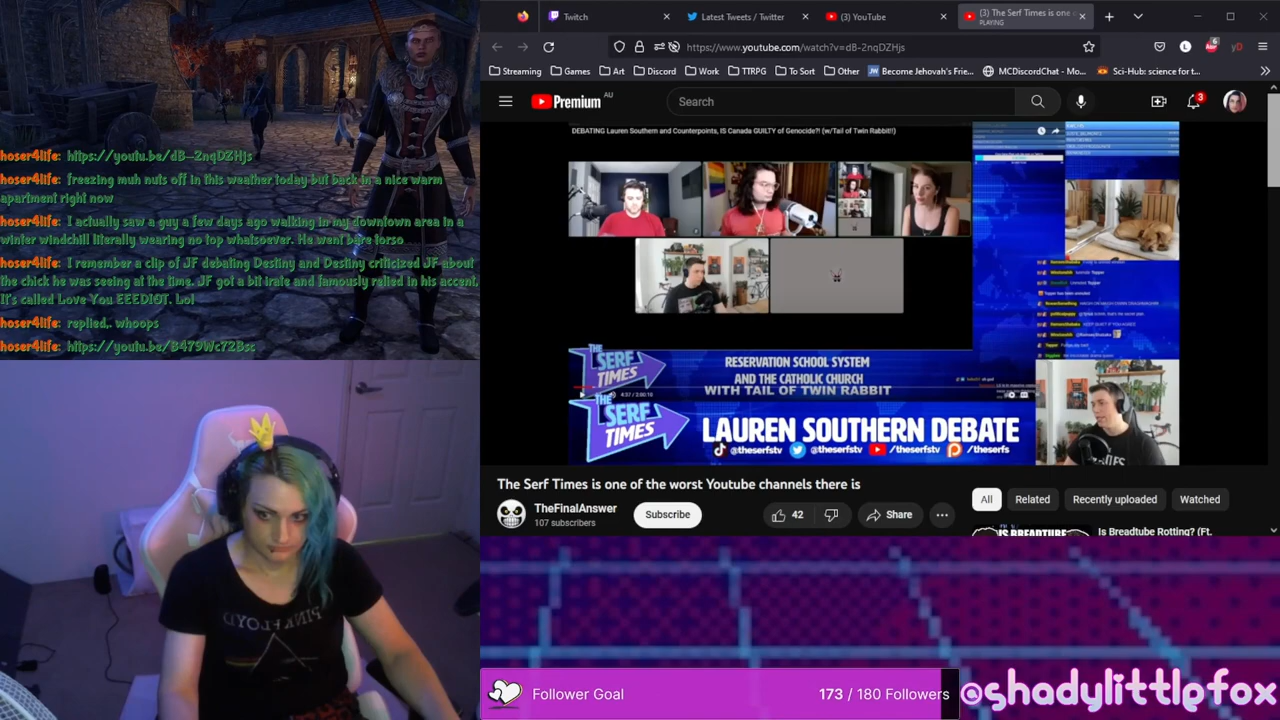 hoser4life: https://youtu.be/dB-2nqDZHjs
hoser4life: freezing muh nuts off in this weather today but back in a nice warm
apartment right now
hoser4life: I actually saw a guy a few days ago walking in my downtown area in a
winter windchill literally wearing no top whatsoever. He went bare torso
hoser4life: I remember a clip of JF debating Destiny and Destiny criticized JF about
the chick he was seeing at the time. JF got a bit irate and famously relied in his accent,
It's called Love You EEEDIOT. Lol
hoser4life: replied,. whoops
hoser4life: https://youtu.be/B479Wc72Bsc
PINK FLOYD
Twitch
Latest Tweets / Twitter
(3) YouTube
(3) The Serf Times is one
PLAYING
https://www.youtube.com/watch?v=dB-2nqDZHjs
Streaming
Games
Art
Discord
Work
TTRPG
To Sort
Other
Become Jehovah's Frie...
MCDiscordChat - Mo...
Sci-Hub: science for t...
Premium AU
Search
3
DEBATING Lauren Southern and Counterpoints, IS Canada GUILTY of Genocide?! (w/Tail of Twin Rabbit!)
THE SERF TIMES
RESERVATION SCHOOL SYSTEM
AND THE CATHOLIC CHURCH
WITH TAIL OF TWIN RABBIT
THE SERF TIMES
LAUREN SOUTHERN DEBATE
@theserfstv
@theserfstv
/theserfstv
/theserfs
The Serf Times is one of the worst Youtube channels there is
TheFinalAnswer
107 subscribers
Subscribe
42
Share
All
Related
Recently uploaded
Watched
IS BREADTUBE
Is Breadtube Rotting? (Ft.
Follower Goal
173 / 180 Followers
@shadylittlefox